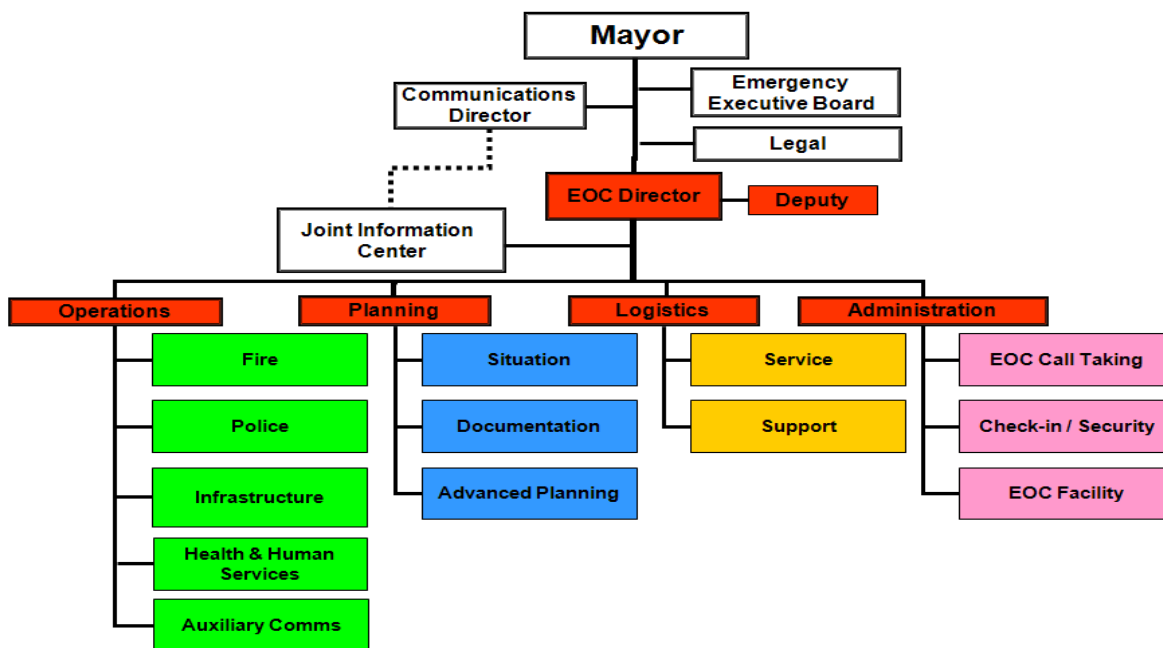 Mayor
Communications
Director
Emergency
Executive Board
Legal
EOC Director
Deputy
Joint Information
Center
Operations
Planning
Logistics
Administration
Fire
Situation
Service
EOC Call Taking
Police
Documentation
Support
Check-in / Security
Infrastructure
Advanced Planning
EOC Facility
Health & Human
Services
Auxiliary Comms